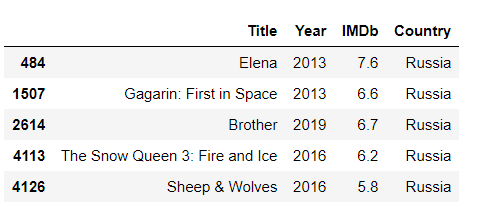 Title Year IMDb Country
484 Elena 2013 7.6 Russia
1507 Gagarin: First in Space 2013 6.6 Russia
2614 Brother 2019 6.7 Russia
4113 The Snow Queen 3: Fire and Ice 2016 6.2 Russia
4126 Sheep & Wolves 2016 5.8 Russia